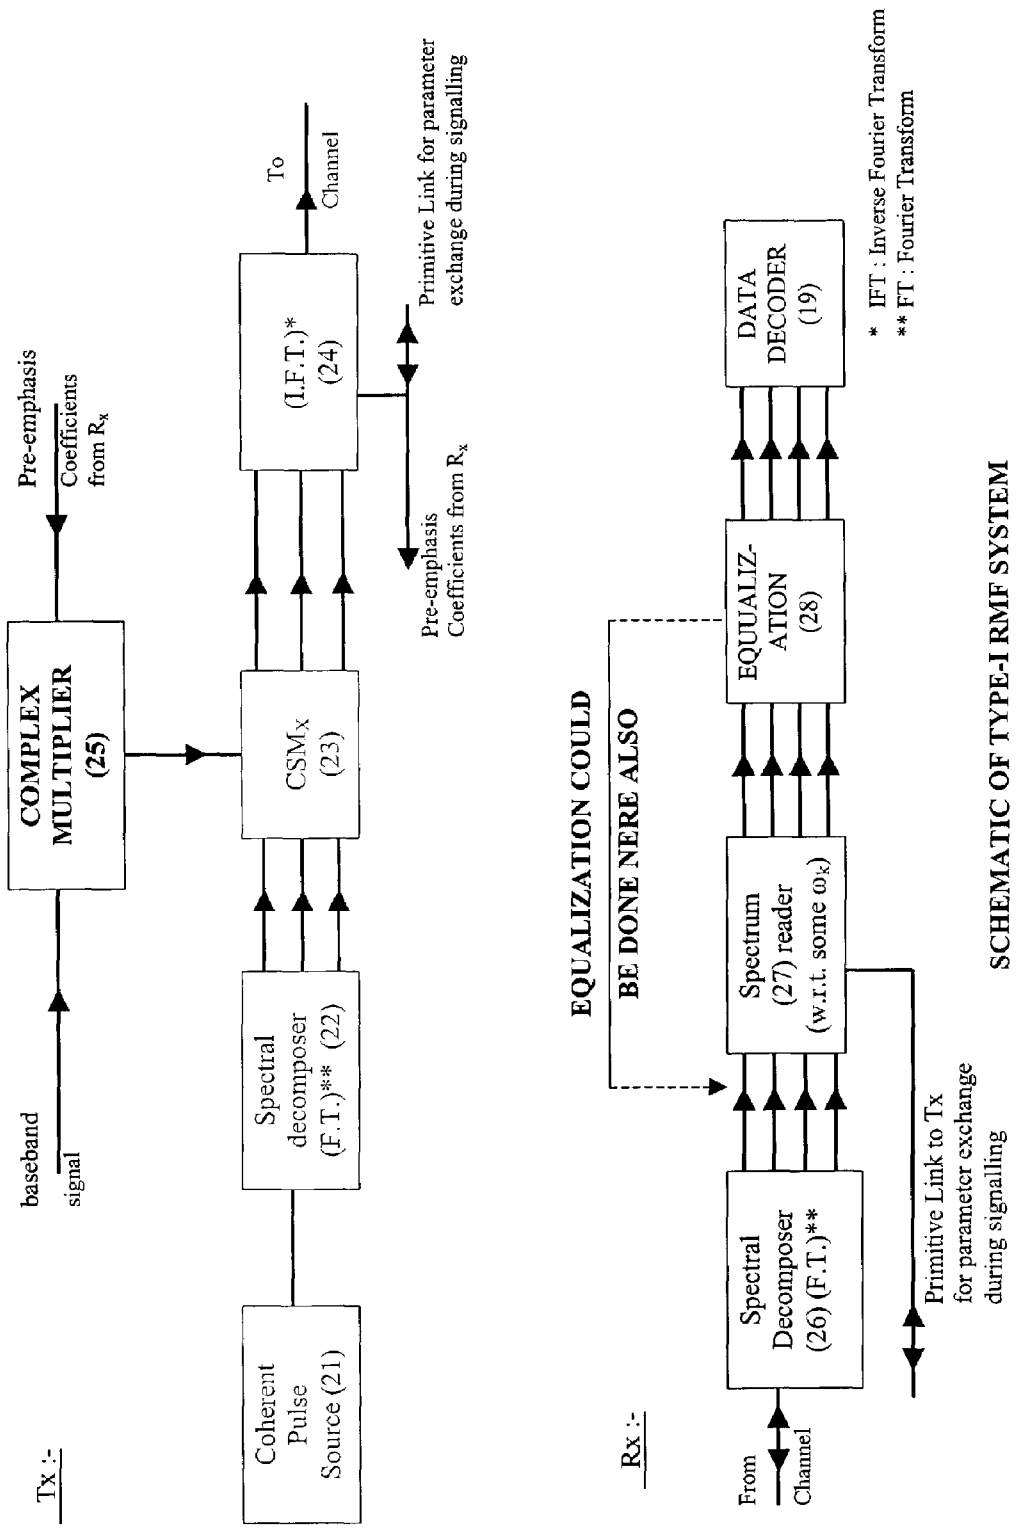 Tx :-
baseband
signal
COMPLEX
MULTIPLIER
(25)
Pre-emphasis
Coefficients
from Rx
Coherent
Pulse
Source (21)
Spectral
decomposer
(F.T.)** (22)
CSMx
(23)
(I.F.T.)*
(24)
To
Channel
Pre-emphasis
Coefficients from Rx
Primitive Link for parameter
exchange during signalling
Rx :-
EQUALIZATION COULD
BE DONE NERE ALSO
From
Channel
Spectral
Decomposer
(26) (F.T.)**
Spectrum
(27) reader
(w.r.t. some ωk)
EQUUALIZ-
ATION
(28)
DATA
DECODER
(19)
Primitive Link to Tx
for parameter exchange
during signalling
* IFT : Inverse Fourier Transform
** FT : Fourier Transform
SCHEMATIC OF TYPE-I RMF SYSTEM